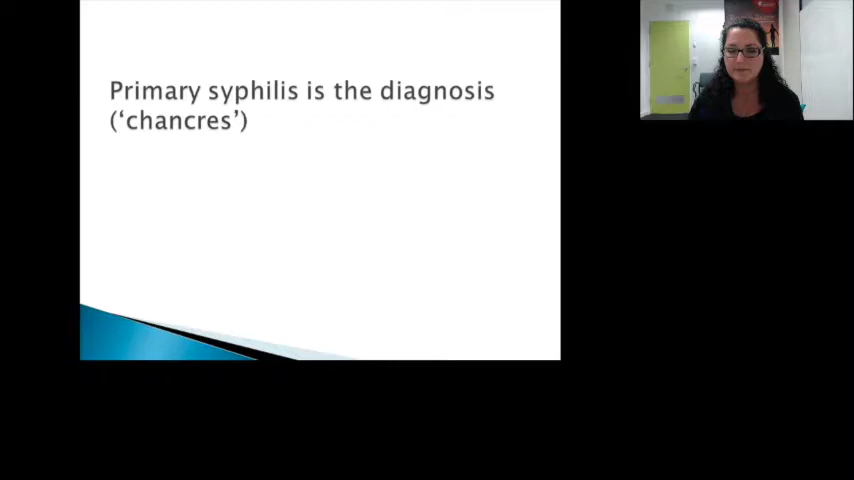 Primary syphilis is the diagnosis
(‘chancres’)